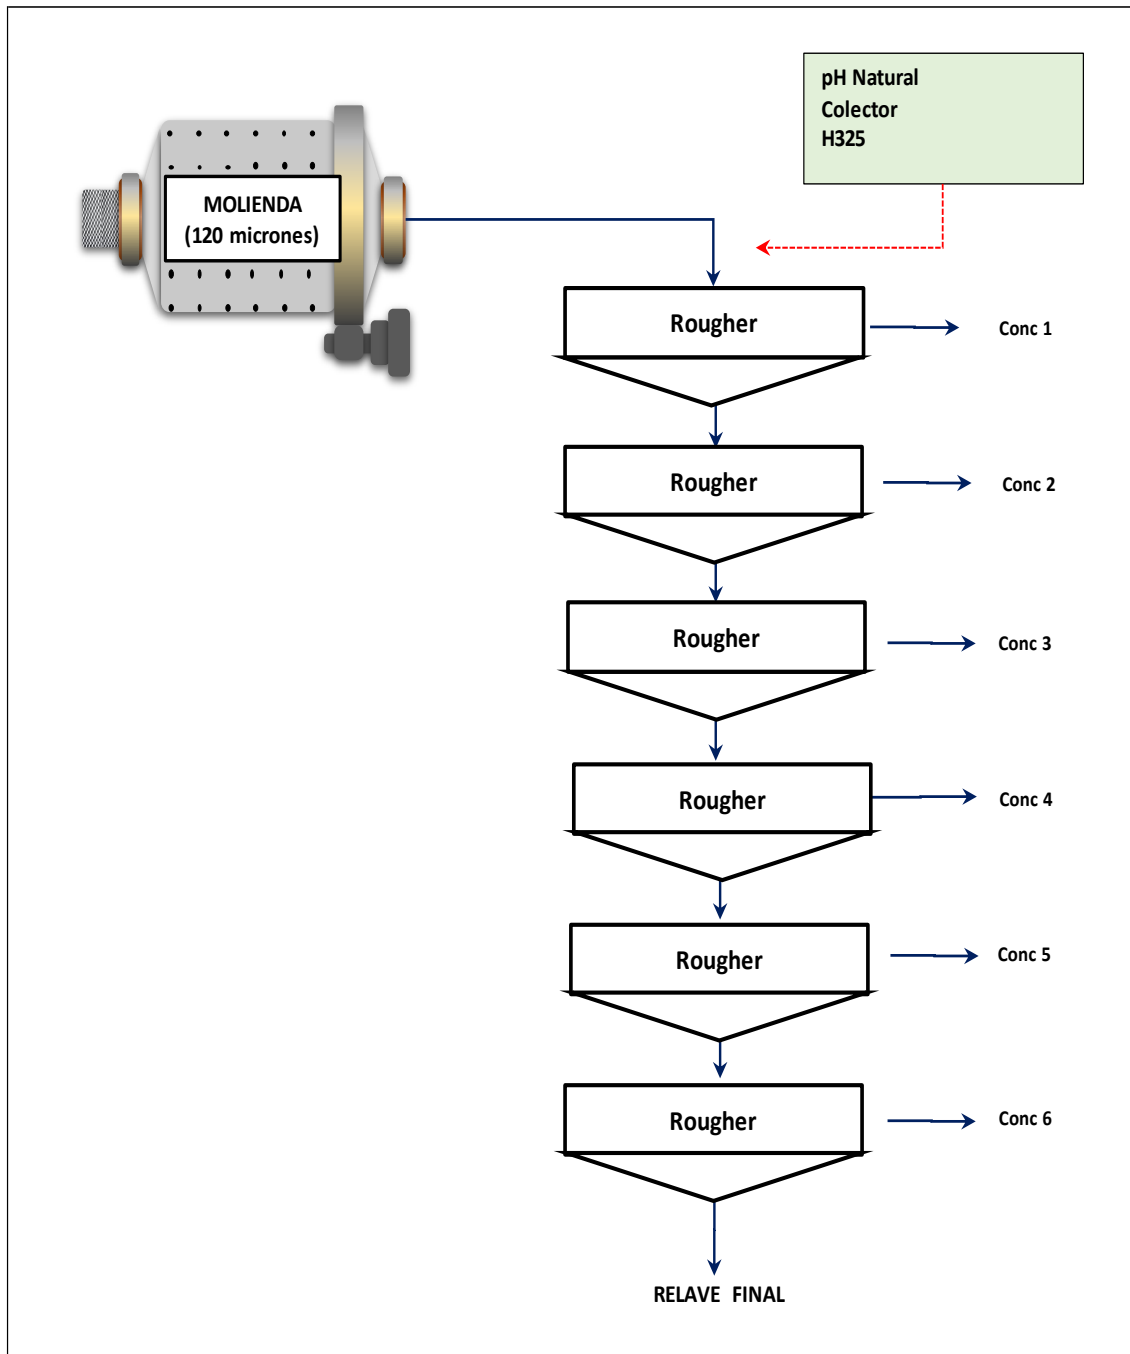 pH Natural
Colector
H325
MOLIENDA
(120 micrones)
Rougher
Conc 1
Rougher
Conc 2
Rougher
Conc 3
Rougher
Conc 4
Rougher
Conc 5
Rougher
Conc 6
RELAVE FINAL